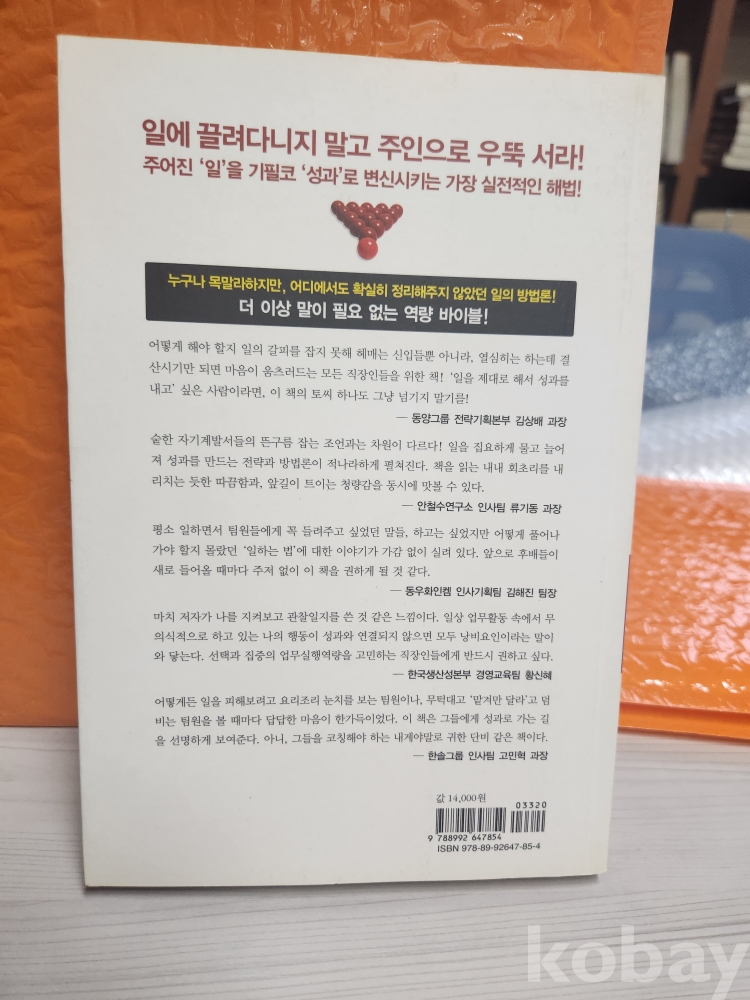 일에 끌려다니지 말고 주인으로 우뚝 서라!
주어진 '일'을 기필코 '성과'로 변신시키는 가장 실전적인 해법!
누구나 목말라하지만, 어디에서도 확실히 정리해주지 않았던 일의 방법론!
더 이상 말이 필요 없는 역량 바이블!
어떻게 해야 할지 일의 갈피를 잡지 못해 헤매는 신입들뿐 아니라, 열심히는 하는데 결
산시기만 되면 마음이 움츠러드는 모든 직장인들을 위한 책! '일을 제대로 해서 성과를
내고' 싶은 사람이라면, 이 책의 토씨 하나도 그냥 넘기지 말기를!
— 동양그룹 전략기획본부 김상배 과장
숱한 자기계발서들의 뜬구름 잡는 조언과는 차원이 다르다! 일을 집요하게 물고 늘어
져 성과를 만드는 전략과 방법론이 적나라하게 펼쳐진다. 책을 읽는 내내 회초리를 내
리치는 듯한 따끔함과, 앞길이 트이는 청량감을 동시에 맛볼 수 있다.
— 안철수연구소 인사팀 류기동 과장
평소 일하면서 팀원들에게 꼭 들려주고 싶었던 말들, 하고는 싶었지만 어떻게 풀어나
가야 할지 몰랐던 '일하는 법'에 대한 이야기가 가감 없이 실려 있다. 앞으로 후배들이
새로 들어올 때마다 주저 없이 이 책을 권하게 될 것 같다.
— 동우화인켐 인사기획팀 김해진 팀장
마치 저자가 나를 지켜보고 관찰일지를 쓴 것 같은 느낌이다. 일상 업무활동 속에서 무
의식적으로 하고 있는 나의 행동이 성과와 연결되지 않으면 모두 낭비요인이라는 말이
와 닿는다. 선택과 집중의 업무실행역량을 고민하는 직장인들에게 반드시 권하고 싶다.
— 한국생산성본부 경영교육팀 황신혜
어떻게든 일을 피해보려고 요리조리 눈치를 보는 팀원이나, 무턱대고 '맡겨만 달라'고 덤
비는 팀원을 볼 때마다 답답한 마음이 한가득이었다. 이 책은 그들에게 성과로 가는 길
을 선명하게 보여준다. 아니, 그들을 코칭해야 하는 내게야말로 귀한 단비 같은 책이다.
— 한솔그룹 인사팀 고민혁 과장
값 14,000원
03320
9 788992 647854
ISBN 978-89-92647-85-4
kobay